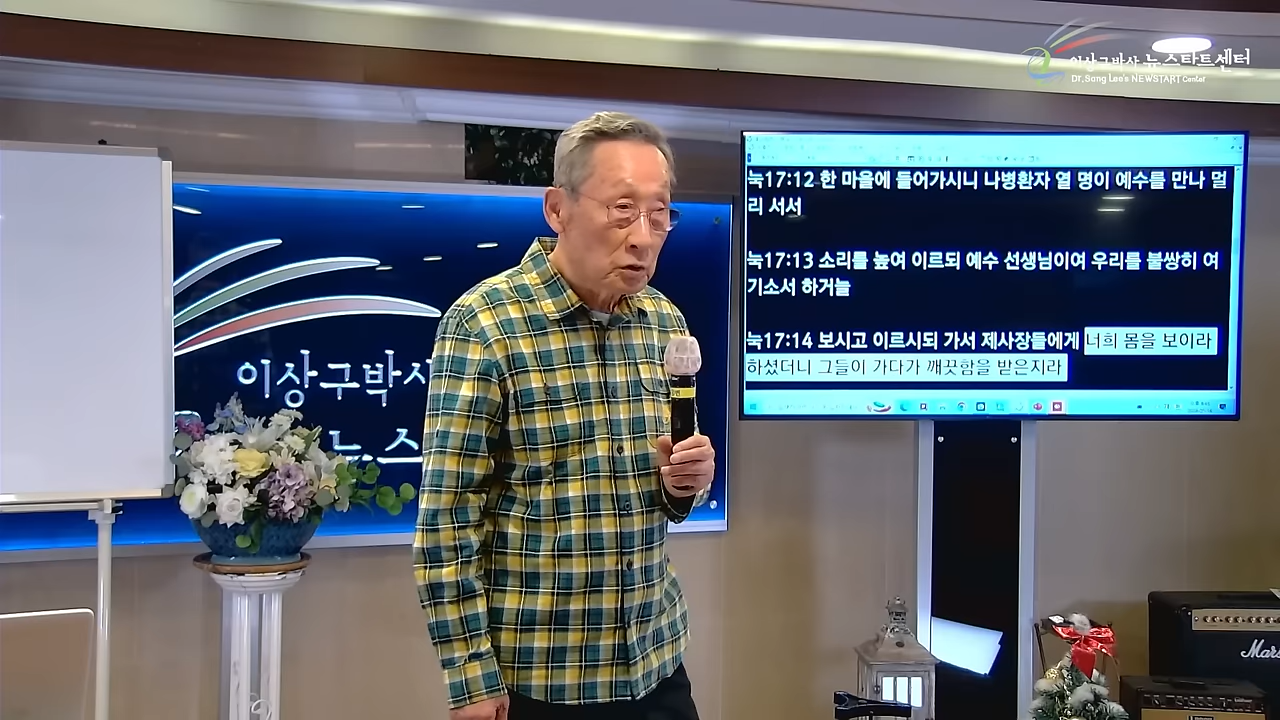 이상구박사 뉴스타트센터
Dr.Sang Lee's NEWSTART Center
눅17:12 한 마을에 들어가시니 나병환자 열 명이 예수를 만나 멀
리 서서
눅17:13 소리를 높여 이르되 예수 선생님이여 우리를 불쌍히 여
기소서 하거늘
눅17:14 보시고 이르시되 가서 제사장들에게 너희 몸을 보이라
하셨더니 그들이 가다가 깨끗함을 받은지라
이상구박사
뉴스
Mars